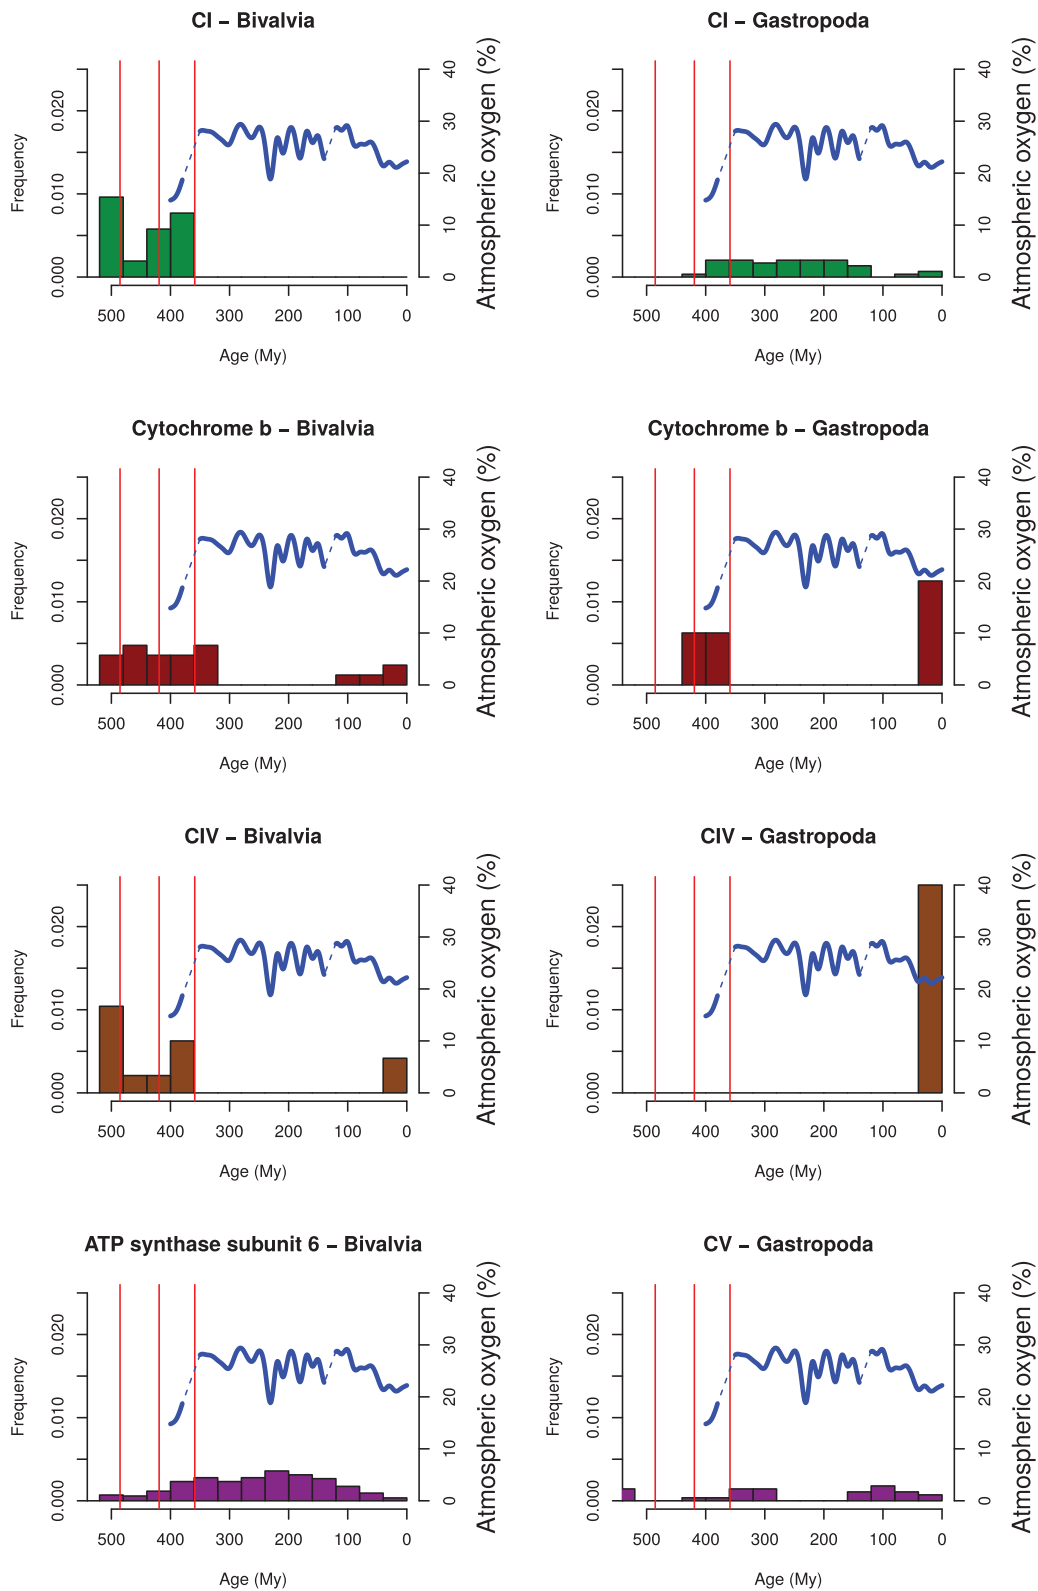 CI – Bivalvia
Frequency
0.000 0.010 0.020
0 10 20 30 40
Atmospheric oxygen (%)
500 400 300 200 100 0
Age (My)
CI – Gastropoda
Frequency
0.000 0.010 0.020
0 10 20 30 40
Atmospheric oxygen (%)
500 400 300 200 100 0
Age (My)
Cytochrome b – Bivalvia
Frequency
0.000 0.010 0.020
0 10 20 30 40
Atmospheric oxygen (%)
500 400 300 200 100 0
Age (My)
Cytochrome b – Gastropoda
Frequency
0.000 0.010 0.020
0 10 20 30 40
Atmospheric oxygen (%)
500 400 300 200 100 0
Age (My)
CIV – Bivalvia
Frequency
0.000 0.010 0.020
0 10 20 30 40
Atmospheric oxygen (%)
500 400 300 200 100 0
Age (My)
CIV – Gastropoda
Frequency
0.000 0.010 0.020
0 10 20 30 40
Atmospheric oxygen (%)
500 400 300 200 100 0
Age (My)
ATP synthase subunit 6 – Bivalvia
Frequency
0.000 0.010 0.020
0 10 20 30 40
Atmospheric oxygen (%)
500 400 300 200 100 0
Age (My)
CV – Gastropoda
Frequency
0.000 0.010 0.020
0 10 20 30 40
Atmospheric oxygen (%)
500 400 300 200 100 0
Age (My)